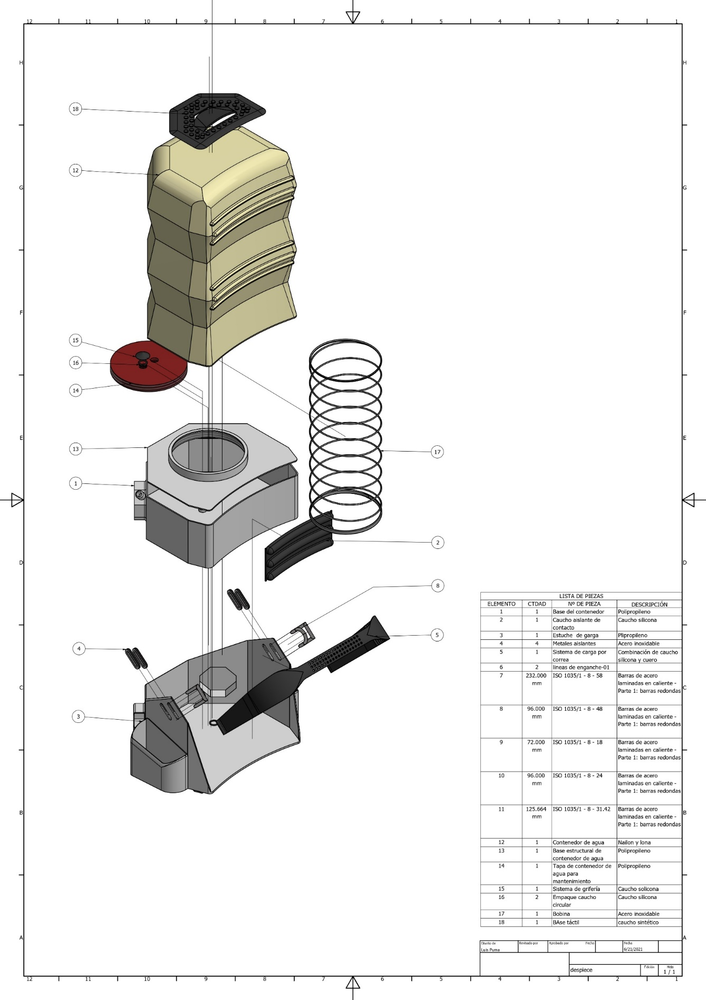 12 11 10 9 8 7 6 5 4 3 2 1
H H
18
12
G G
F F
15
16
14
E E
13
17
1
2
D D
8
4
5
C C
3
B B
A A
LISTA DE PIEZAS
ELEMENTO CTDAD Nº DE PIEZA DESCRIPCIÓN
1 1 Base del contenedor Polipropileno
2 1 Caucho aislante de Caucho silicona
contacto
3 1 Estuche de garga Plipropileno
4 4 Metales aislantes Acero inoxidable
5 1 Sistema de carga por Combinación de caucho
correa silicona y cuero
6 2 lineas de enganche-01
7 232.000 ISO 1035/1 - 8 - 58 Barras de acero
mm laminadas en caliente -
Parte 1: barras redondas
8 96.000 ISO 1035/1 - 8 - 48 Barras de acero
mm laminadas en caliente -
Parte 1: barras redondas
9 72.000 ISO 1035/1 - 8 - 18 Barras de acero
mm laminadas en caliente -
Parte 1: barras redondas
10 96.000 ISO 1035/1 - 8 - 24 Barras de acero
mm laminadas en caliente -
Parte 1: barras redondas
11 125.664 ISO 1035/1 - 8 - 31.42 Barras de acero
mm laminadas en caliente -
Parte 1: barras redondas
12 1 Contenedor de agua Nailon y lona
13 1 Base estructural de Polipropileno
contenedor de agua
14 1 Tapa de contenedor de Polipropileno
agua para
mantenimiento
15 1 Sistema de grifería Caucho solicona
16 2 Empaque caucho Caucho silicona
circular
17 1 Bobina Acero inoxidable
18 1 BAse táctil caucho sintético
Diseño de Revisado por Aprobado por Fecha Fecha
Luis Puma 6/21/2021
despiece Edición Hoja
1 / 1
12 11 10 9 8 7 6 5 4 3 2 1